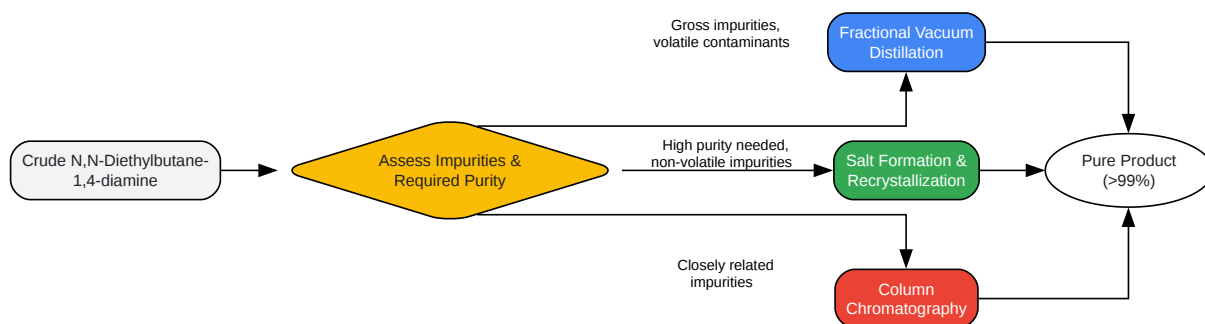 Crude N,N-Diethylbutane-
1,4-diamine
Assess Impurities &
Required Purity
Gross impurities,
volatile contaminants
Fractional Vacuum
Distillation
High purity needed,
non-volatile impurities
Salt Formation &
Recrystallization
Closely related
impurities
Column
Chromatography
Pure Product
(>99%)